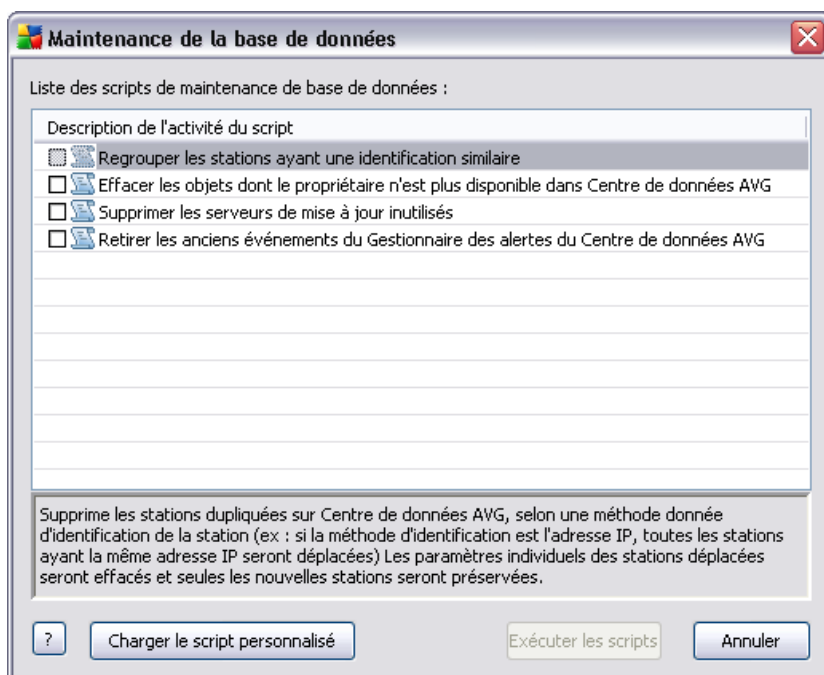 Maintenance de la base de données
Liste des scripts de maintenance de base de données :
Description de l'activité du script
Regrouper les stations ayant une identification similaire
Effacer les objets dont le propriétaire n'est plus disponible dans Centre de données AVG
Supprimer les serveurs de mise à jour inutilisés
Retirer les anciens événements du Gestionnaire des alertes du Centre de données AVG
Supprime les stations dupliquées sur Centre de données AVG, selon une méthode donnée
d'identification de la station (ex : si la méthode d'identification est l'adresse IP, toutes les stations
ayant la même adresse IP seront déplacées) Les paramètres individuels des stations déplacées
seront effacés et seules les nouvelles stations seront préservées.
? Charger le script personnalisé Exécuter les scripts Annuler